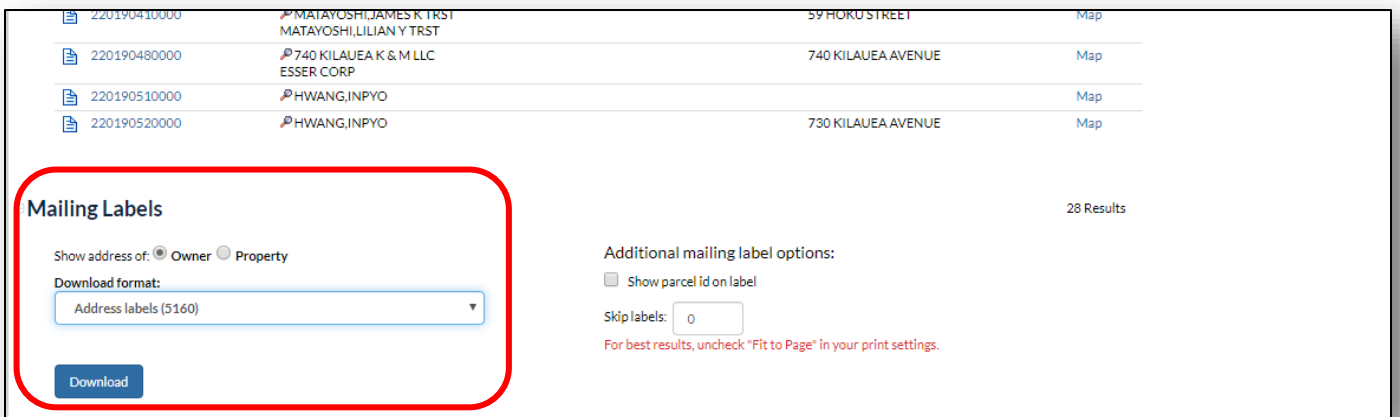 220190410000 MATAYOSHI,JAMES K TRST 59 HOKU STREET Map
MATAYOSHI,LILIAN Y TRST
220190480000 740 KILAUEA K & M LLC 740 KILAUEA AVENUE Map
ESSER CORP
220190510000 HWANG,INPYO Map
220190520000 HWANG,INPYO 730 KILAUEA AVENUE Map
Mailing Labels 28 Results
Show address of: Owner Property
Download format:
Address labels (5160)
Download
Additional mailing label options:
Show parcel id on label
Skip labels: 0
For best results, uncheck "Fit to Page" in your print settings.